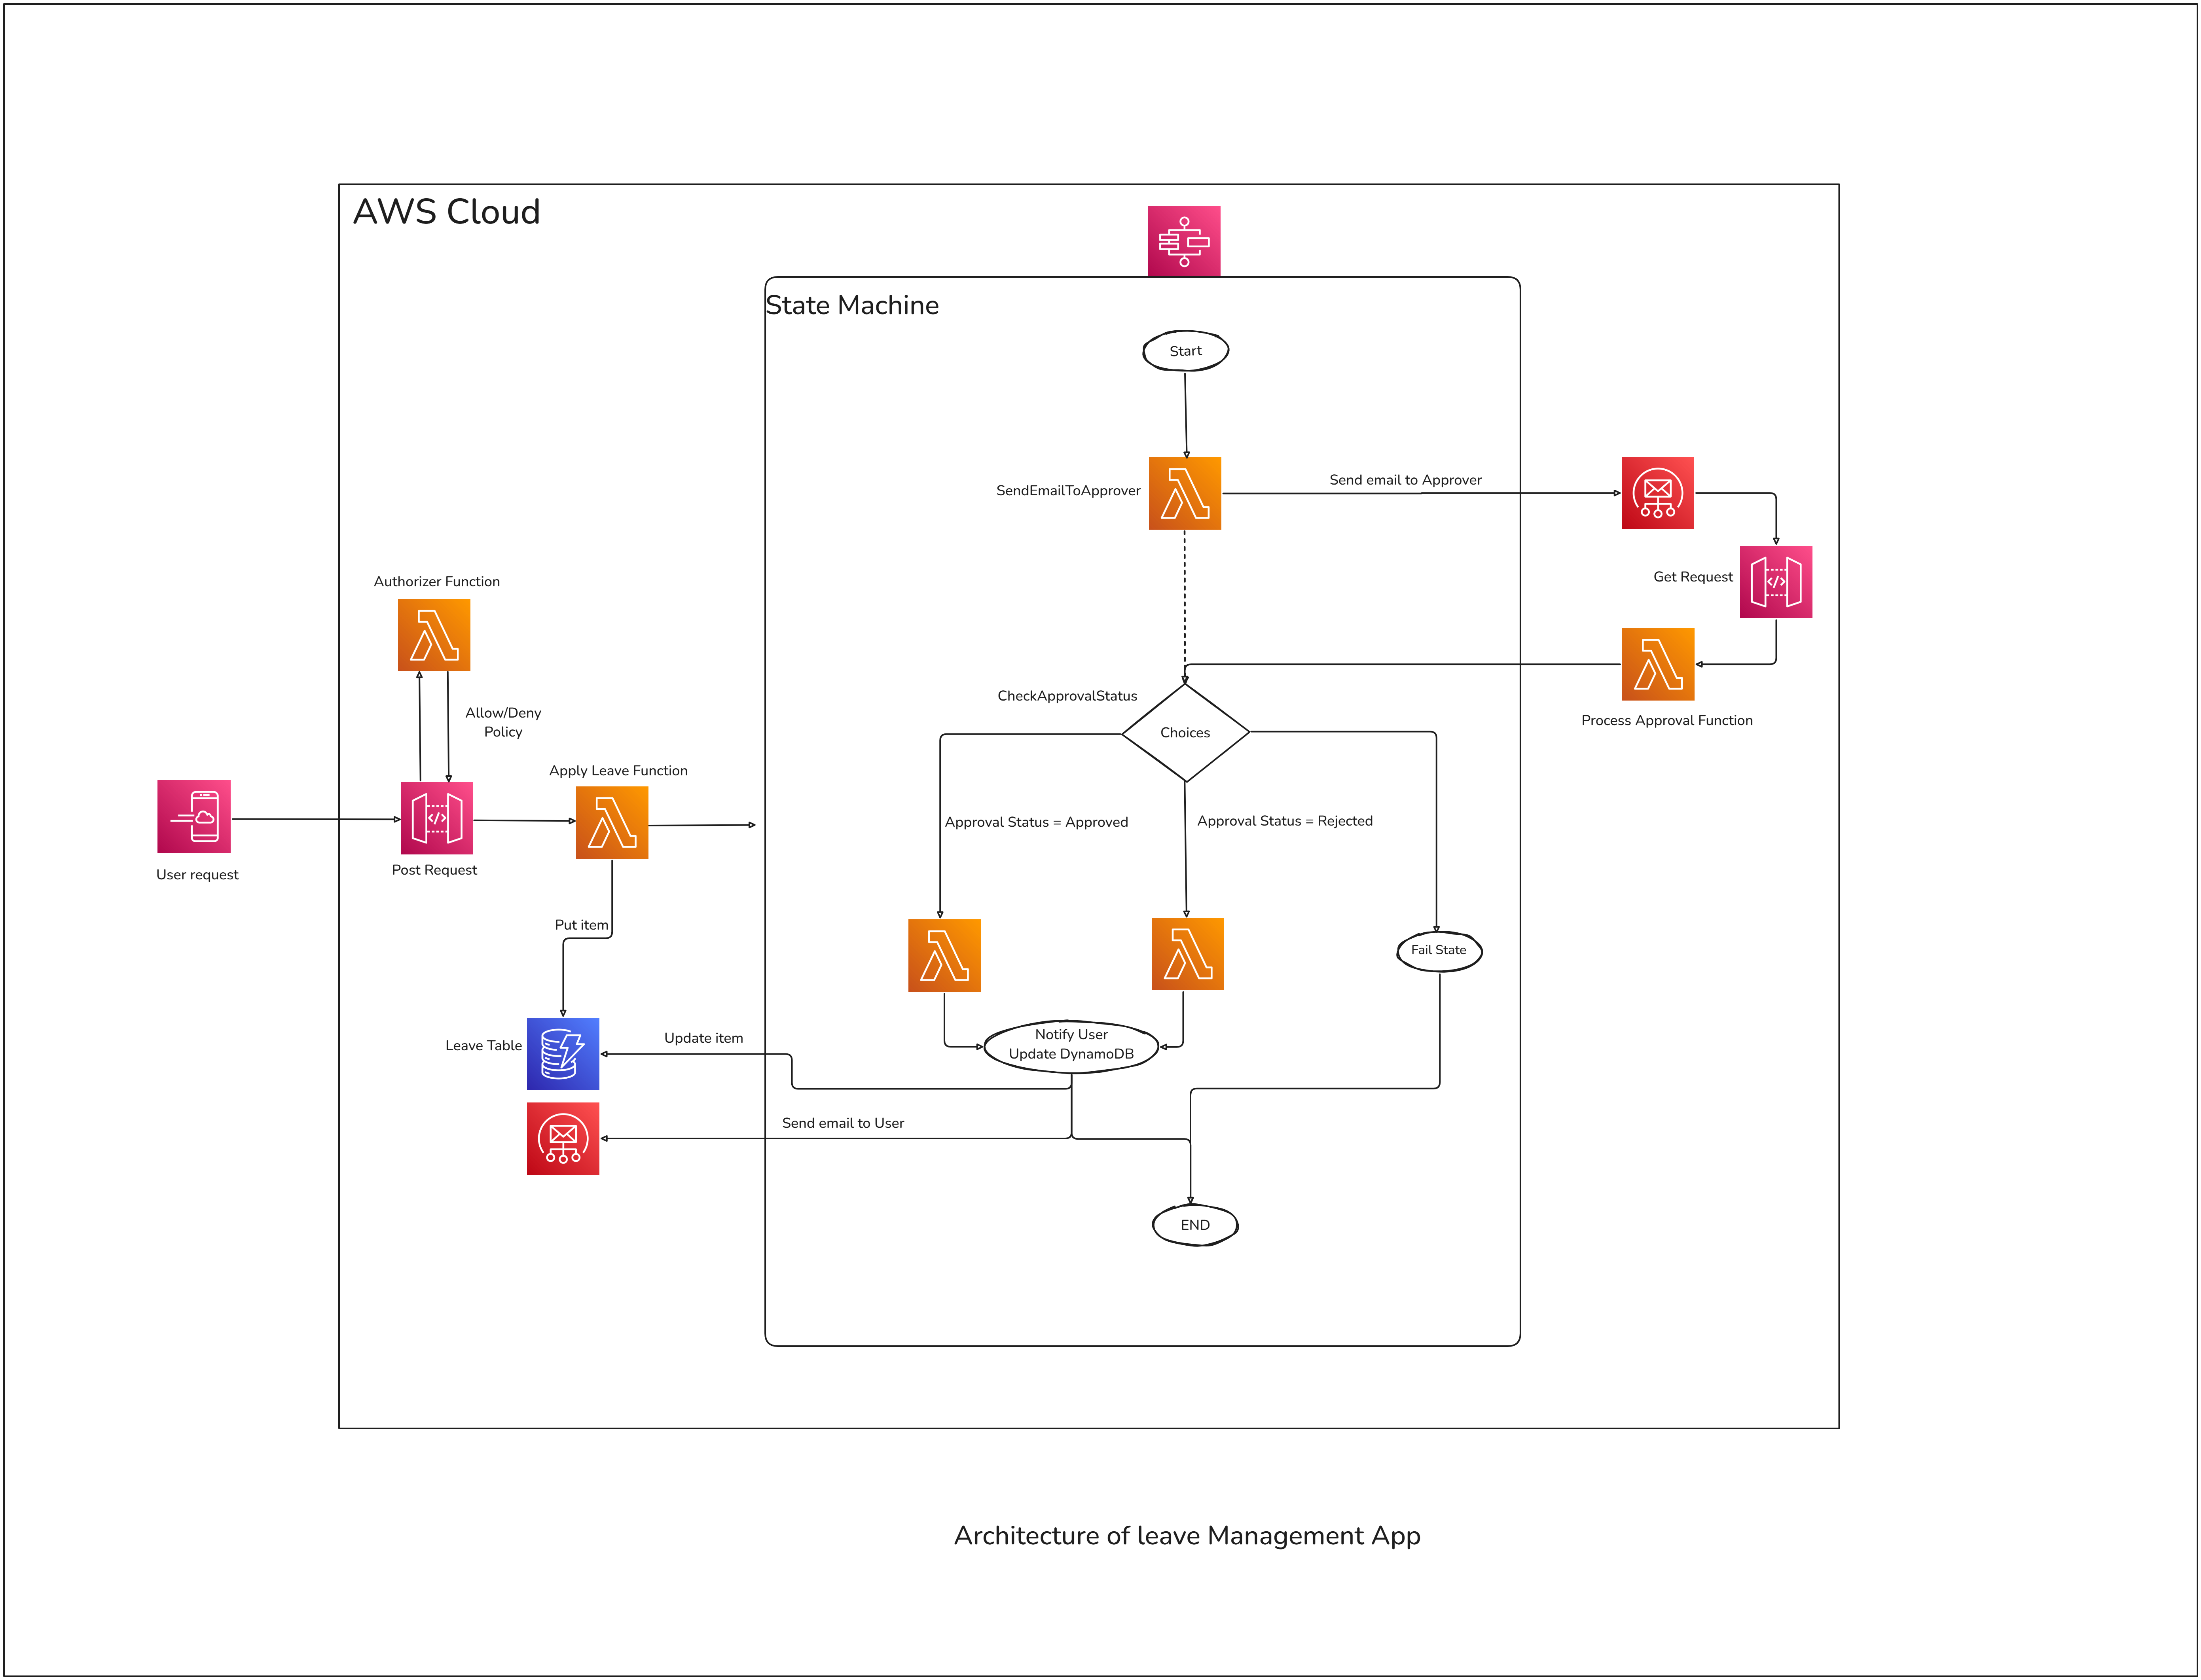 AWS Cloud
State Machine
Start
SendEmailToApprover
Send email to Approver
Get Request
Process Approval Function
Authorizer Function
Allow/Deny
Policy
User request
Post Request
Apply Leave Function
Put item
Leave Table
CheckApprovalStatus
Choices
Approval Status = Approved
Approval Status = Rejected
Fail State
Notify User
Update DynamoDB
Update item
Send email to User
END
Architecture of leave Management App